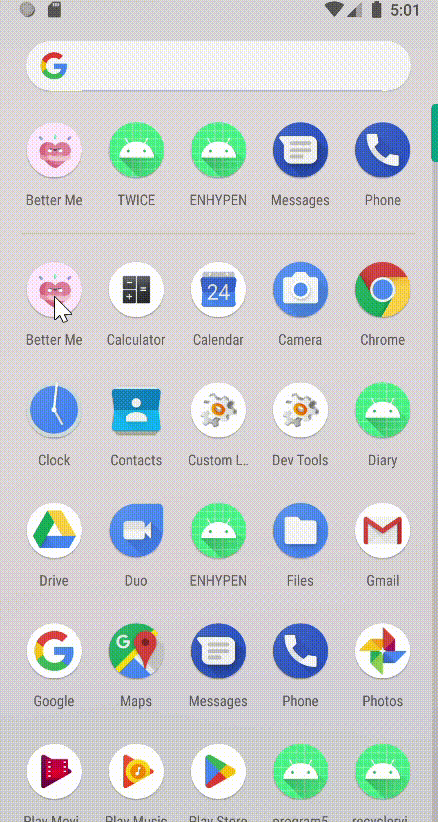 5:01
G
Better Me TWICE ENHYPEN Messages Phone
24
Better Me Calculator Calendar Camera Chrome
Clock Contacts Custom L.. Dev Tools Diary
Drive Duo ENHYPEN Files Gmail
G G
Google Maps Messages Phone Photos
Play Movi.. Play Music Play Store program5 recyclervi..